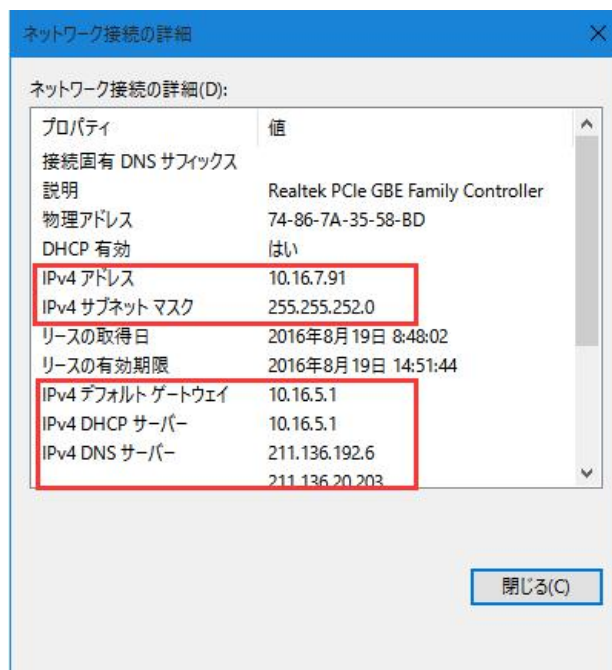 ネットワーク接続の詳細
ネットワーク接続の詳細(D):
プロパティ 値
接続固有 DNS サフィックス
説明 Realtek PCIe GBE Family Controller
物理アドレス 74-86-7A-35-58-BD
DHCP 有効 はい
IPv4 アドレス 10.16.7.91
IPv4 サブネット マスク 255.255.252.0
リースの取得日 2016年8月19日 8:48:02
リースの有効期限 2016年8月19日 14:51:44
IPv4 デフォルト ゲートウェイ 10.16.5.1
IPv4 DHCP サーバー 10.16.5.1
IPv4 DNS サーバー 211.136.192.6
211.136.20.203
閉じる(C)